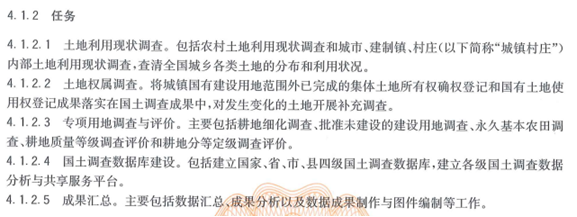 4.1.2 任务
4.1.2.1 土地利用现状调查。包括农村土地利用现状调查和城市、建制镇、村庄(以下简称“城镇村庄”)
内部土地利用现状调查,查清全国城乡各类土地的分布和利用状况。
4.1.2.2 土地权属调查。将城镇国有建设用地范围外已完成的集体土地所有权确权登记和国有土地使
用权登记成果落实在国土调查成果中,对发生变化的土地开展补充调查。
4.1.2.3 专项用地调查与评价。主要包括耕地细化调查、批准未建设的建设用地调查、永久基本农田调
查、耕地质量等级调查评价和耕地分等定级调查评价。
4.1.2.4 国土调查数据库建设。包括建立国家、省、市、县四级国土调查数据库,建立各级国土调查数据
分析与共享服务平台。
4.1.2.5 成果汇总。主要包括数据汇总、成果分析以及数据成果制作与图件编制等工作。